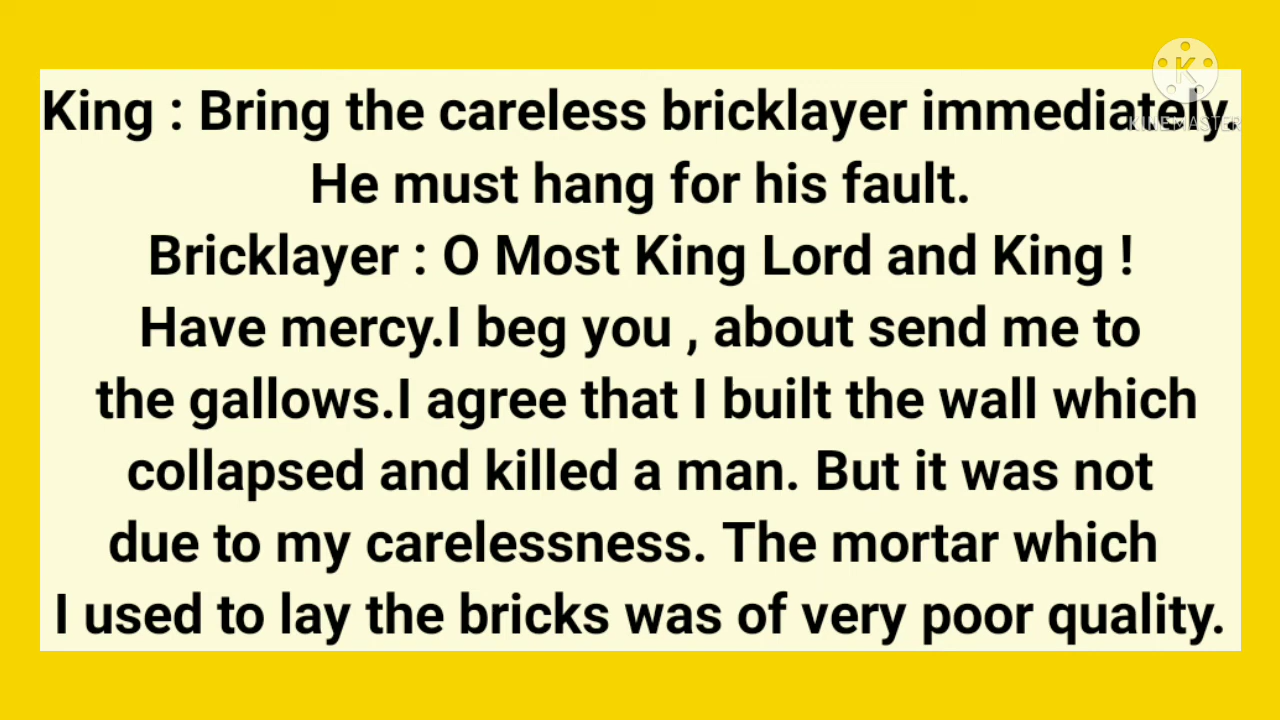 King : Bring the careless bricklayer immediately.
He must hang for his fault.
Bricklayer : O Most King Lord and King !
Have mercy.I beg you , about send me to
the gallows.I agree that I built the wall which
collapsed and killed a man. But it was not
due to my carelessness. The mortar which
I used to lay the bricks was of very poor quality.
K
KINEMASTER